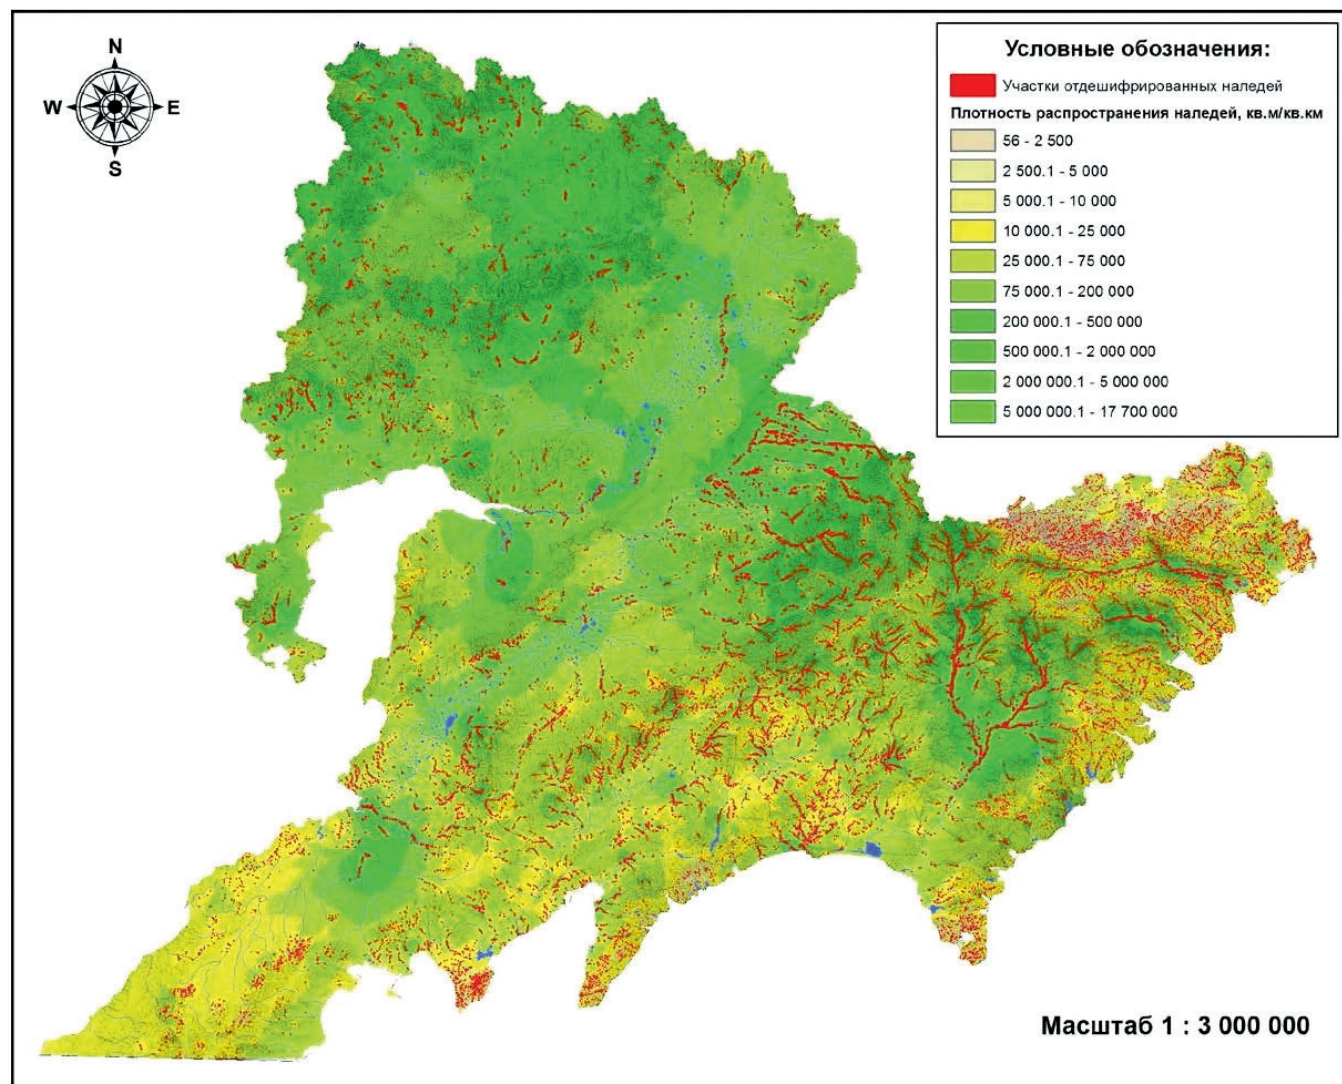 N
W
E
S
Условные обозначения:
Участки отдешифрированных наледей
Плотность распространения наледей, кв.м/кв.км
56 - 2 500
2 500.1 - 5 000
5 000.1 - 10 000
10 000.1 - 25 000
25 000.1 - 75 000
75 000.1 - 200 000
200 000.1 - 500 000
500 000.1 - 2 000 000
2 000 000.1 - 5 000 000
5 000 000.1 - 17 700 000
Масштаб 1 : 3 000 000